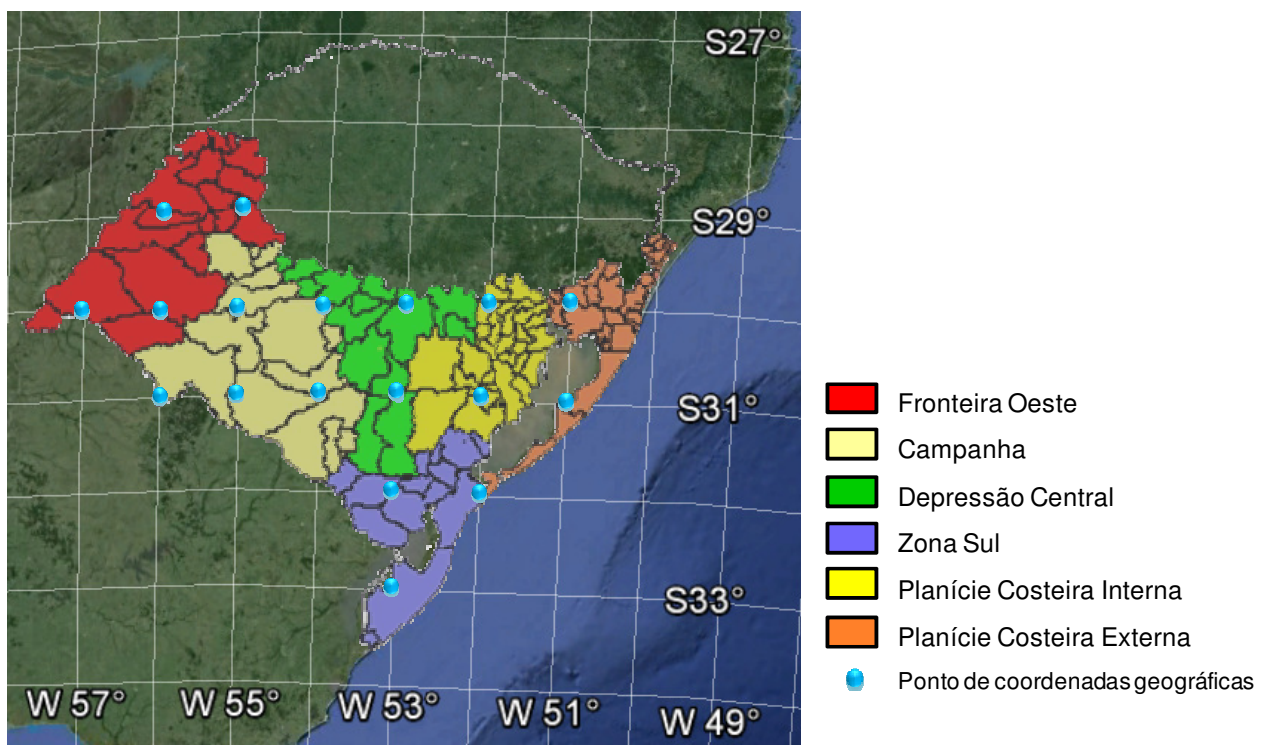 S27°
S29°
S31°
S33°
W 57°
W 55°
W 53°
W 51°
W 49°
Fronteira Oeste
Campanha
Depressão Central
Zona Sul
Planície Costeira Interna
Planície Costeira Externa
Ponto de coordenadas geográficas